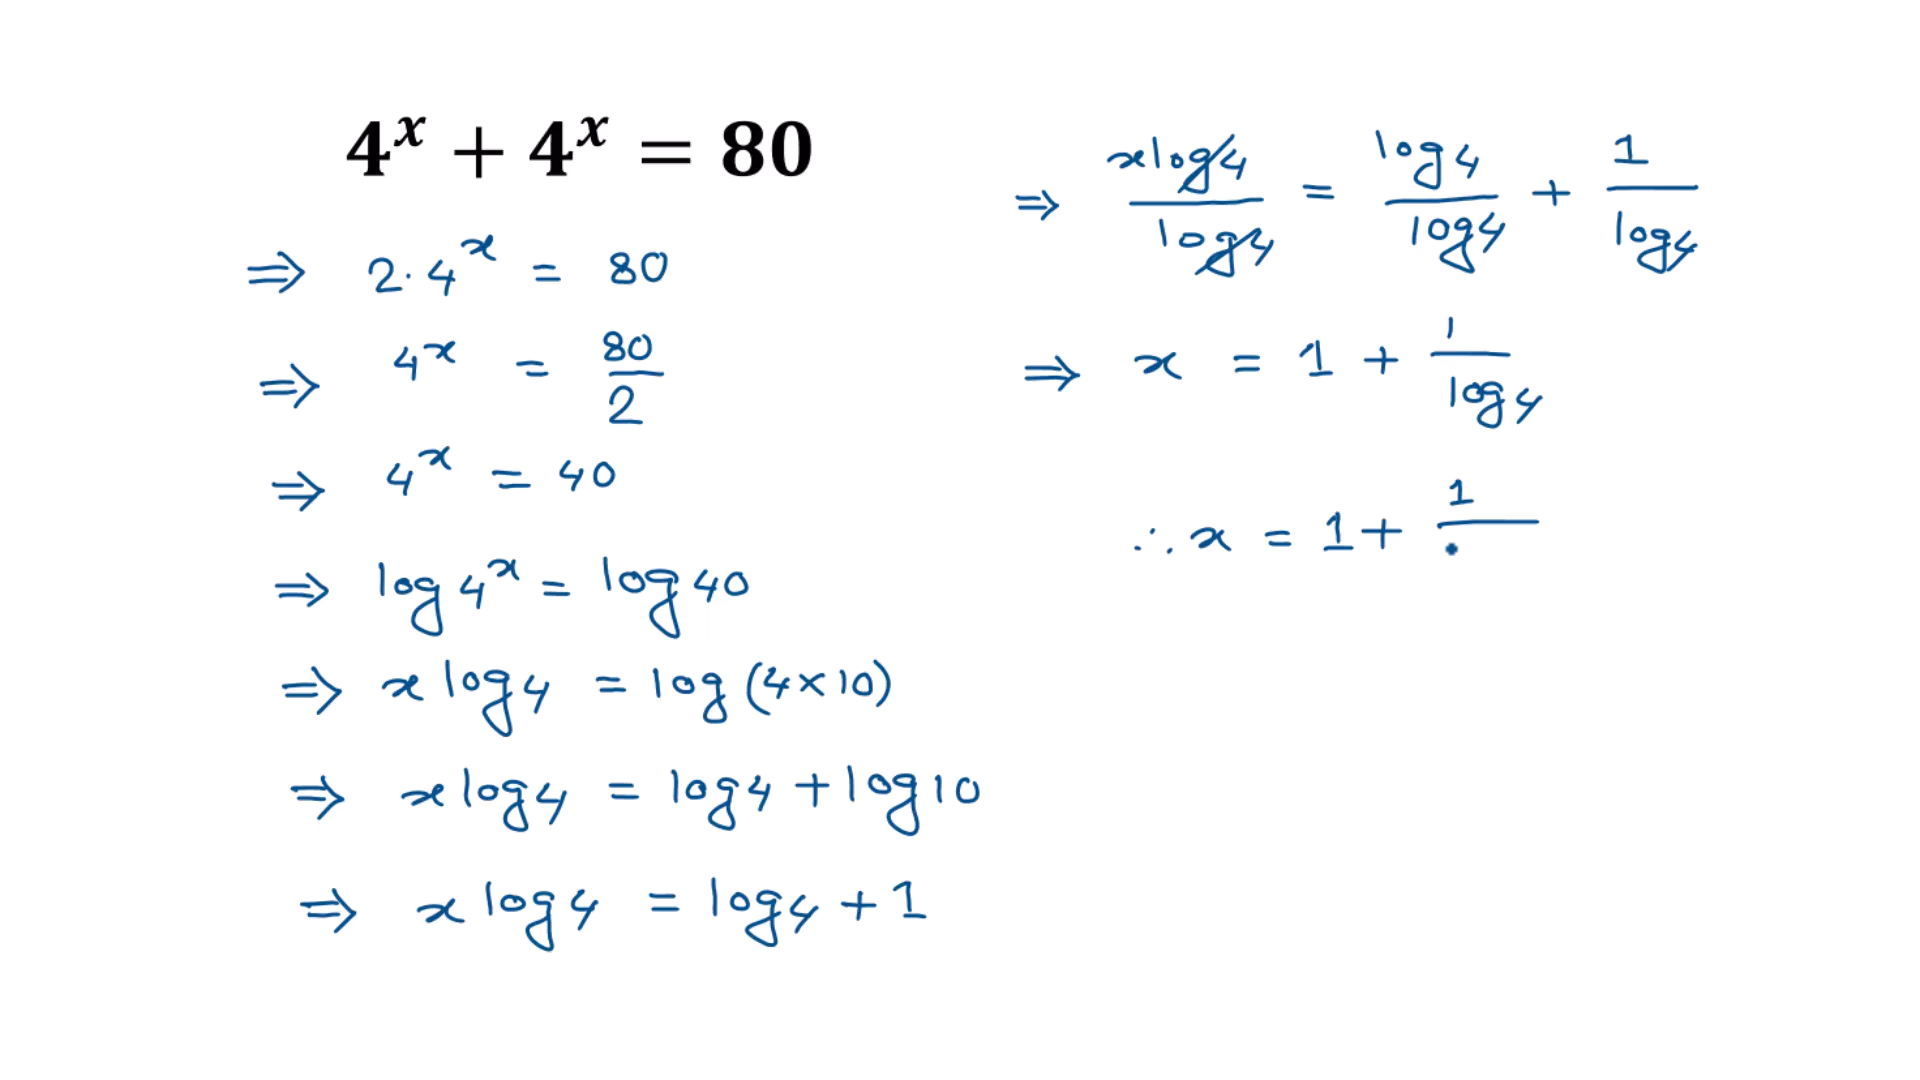 4^x + 4^x = 80
⇒ 2·4^x = 80
⇒ 4^x = 80/2
⇒ 4^x = 40
⇒ log 4^x = log 40
⇒ x log 4 = log (4 × 10)
⇒ x log 4 = log 4 + log 10
⇒ x log 4 = log 4 + 1
⇒ x log 4 / log 4 = log 4 / log 4 + 1 / log 4
⇒ x = 1 + 1 / log 4
∴ x = 1 + 1 /